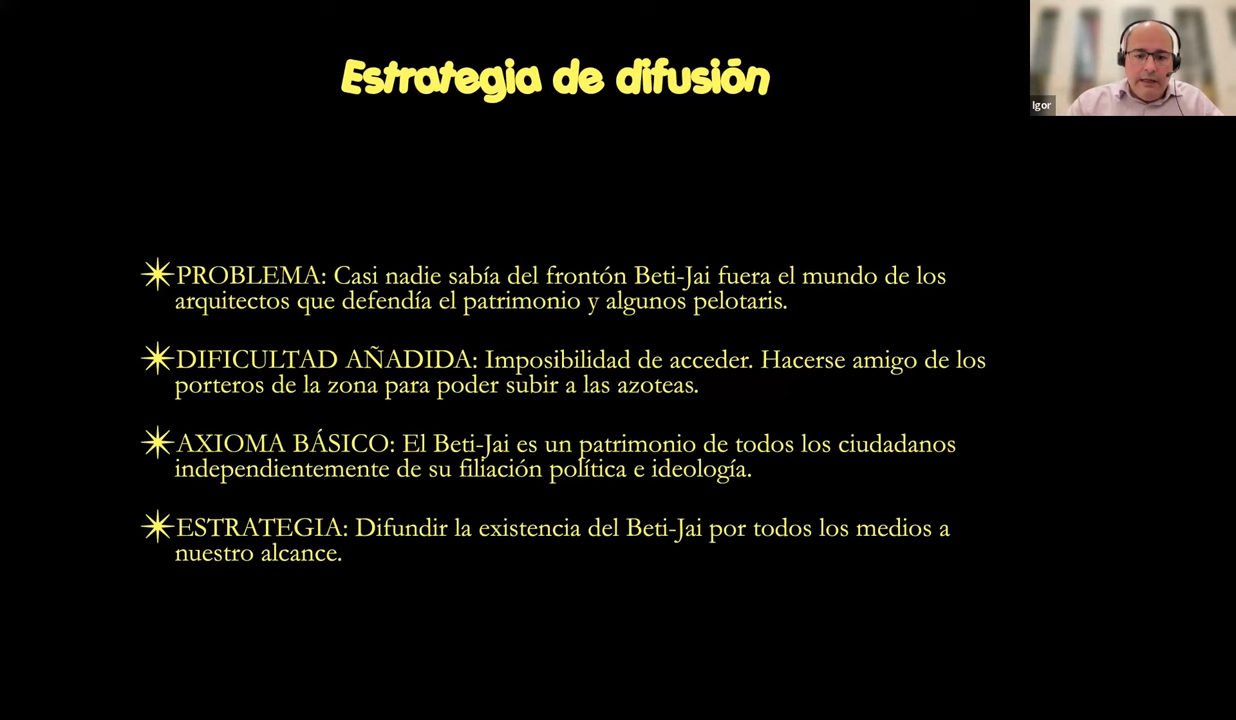 Estrategia de difusión
Igor
PROBLEMA: Casi nadie sabía del frontón Beti-Jai fuera el mundo de los
arquitectos que defendía el patrimonio y algunos pelotaris.
DIFICULTAD AÑADIDA: Imposibilidad de acceder. Hacerse amigo de los
porteros de la zona para poder subir a las azoteas.
AXIOMA BÁSICO: El Beti-Jai es un patrimonio de todos los ciudadanos
independientemente de su filiación política e ideología.
ESTRATEGIA: Difundir la existencia del Beti-Jai por todos los medios a
nuestro alcance.